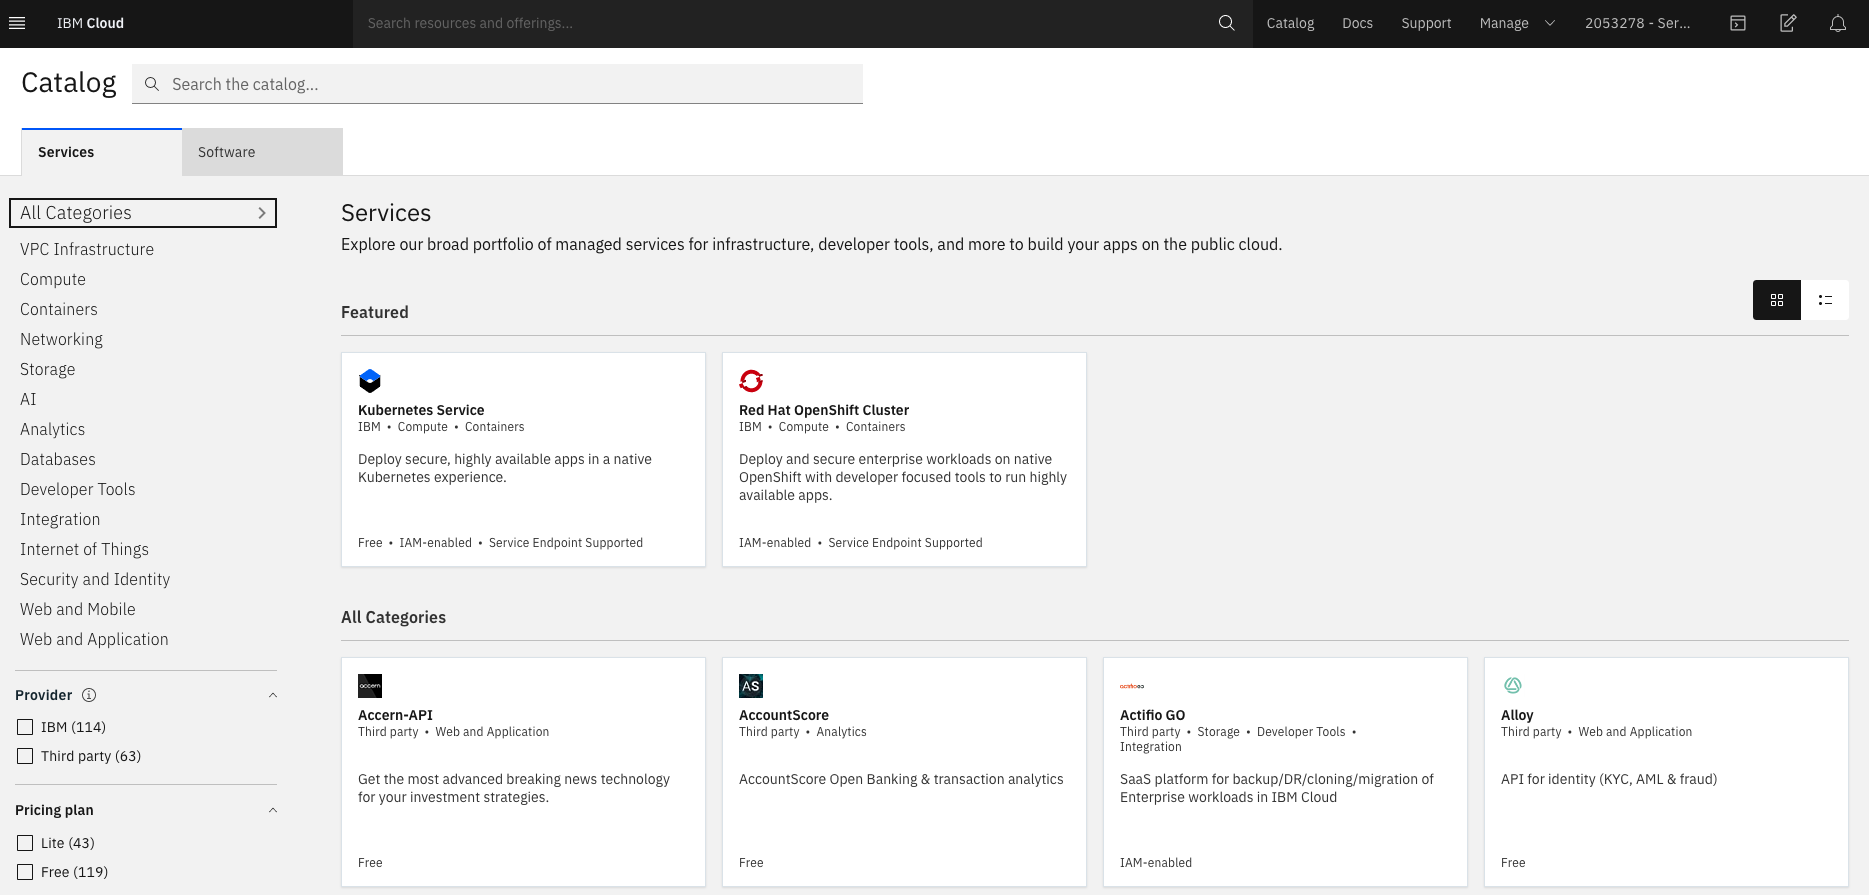 IBM Cloud
Search resources and offerings...
Catalog
Docs
Support
Manage
2053278 - Ser...
Catalog
Search the catalog...
Services
Software
All Categories
VPC Infrastructure
Compute
Containers
Networking
Storage
AI
Analytics
Databases
Developer Tools
Integration
Internet of Things
Security and Identity
Web and Mobile
Web and Application
Provider
IBM (114)
Third party (63)
Pricing plan
Lite (43)
Free (119)
Services
Explore our broad portfolio of managed services for infrastructure, developer tools, and more to build your apps on the public cloud.
Featured
Kubernetes Service
IBM • Compute • Containers
Deploy secure, highly available apps in a native
Kubernetes experience.
Free • IAM-enabled • Service Endpoint Supported
Red Hat OpenShift Cluster
IBM • Compute • Containers
Deploy and secure enterprise workloads on native
OpenShift with developer focused tools to run highly
available apps.
IAM-enabled • Service Endpoint Supported
All Categories
accern
Accern-API
Third party • Web and Application
Get the most advanced breaking news technology
for your investment strategies.
Free
AS
AccountScore
Third party • Analytics
AccountScore Open Banking & transaction analytics
Free
actifio GO
Actifio GO
Third party • Storage • Developer Tools •
Integration
SaaS platform for backup/DR/cloning/migration of
Enterprise workloads in IBM Cloud
IAM-enabled
Alloy
Third party • Web and Application
API for identity (KYC, AML & fraud)
Free